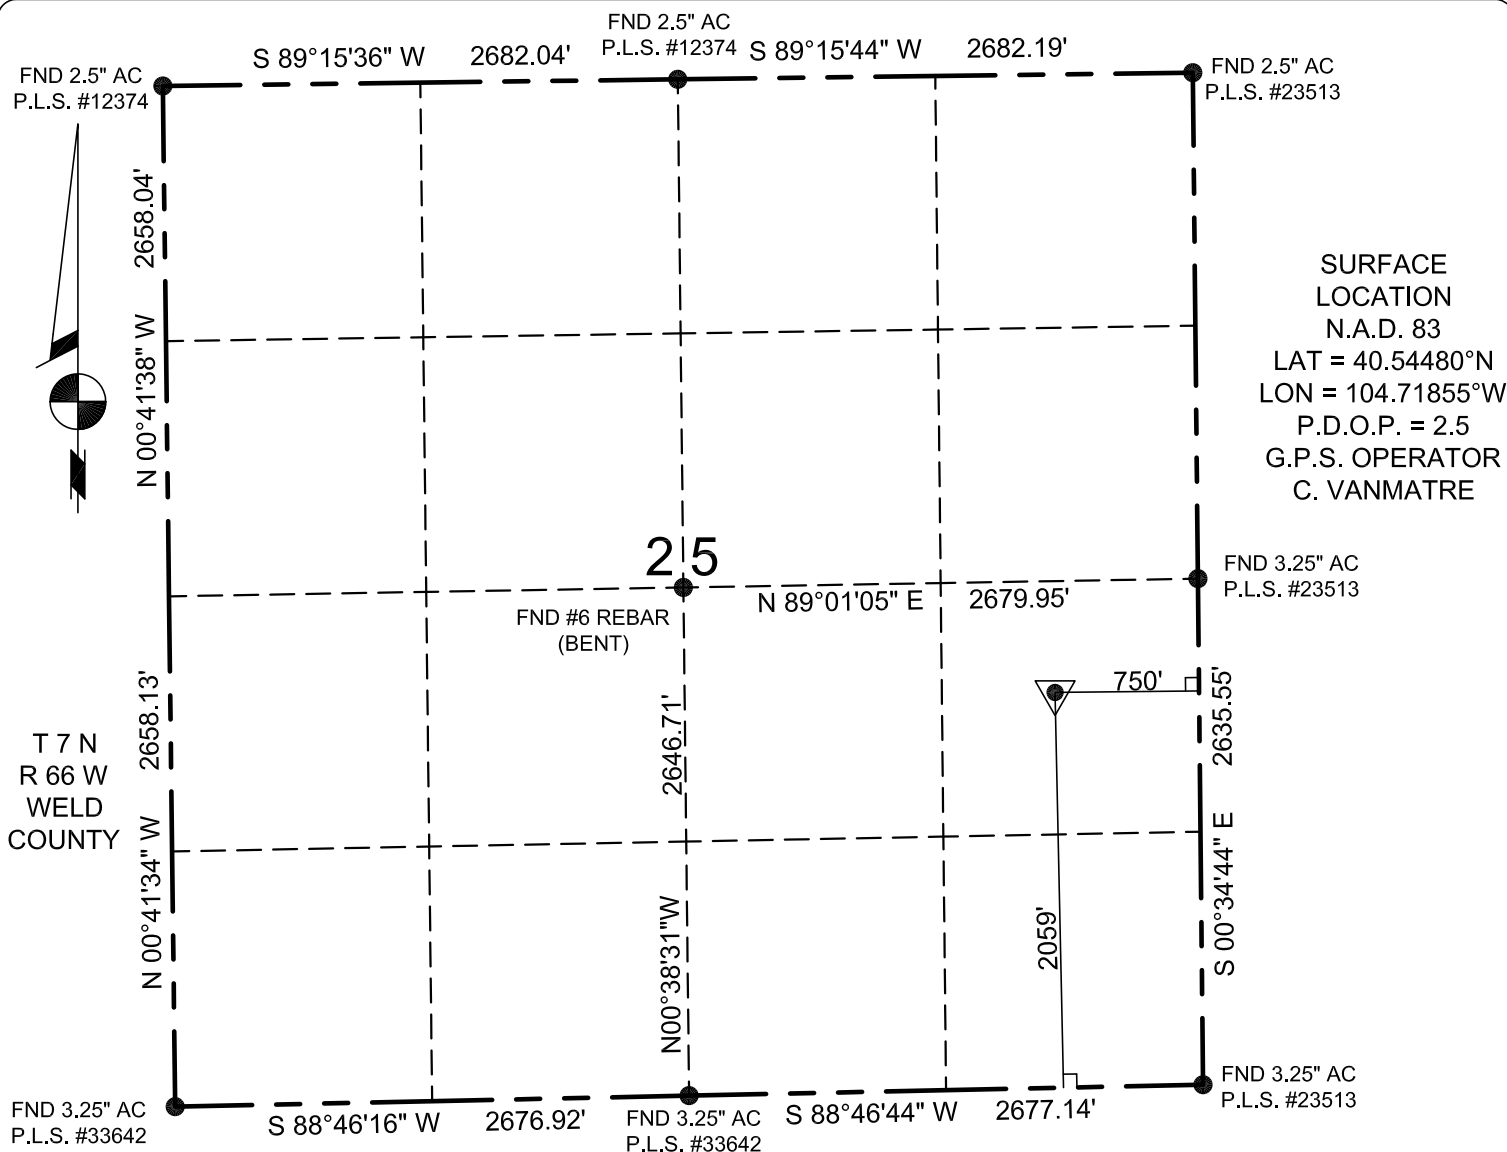 FND 2.5" AC
P.L.S. #12374
S 89°15'36" W 2682.04'
FND 2.5" AC
P.L.S. #12374
S 89°15'44" W 2682.19'
FND 2.5" AC
P.L.S. #23513
N 00°41'38" W 2658.04'
SURFACE
LOCATION
N.A.D. 83
LAT = 40.54480°N
LON = 104.71855°W
P.D.O.P. = 2.5
G.P.S. OPERATOR
C. VANMATRE
25
FND #6 REBAR
(BENT)
N 89°01'05" E 2679.95'
FND 3.25" AC
P.L.S. #23513
750'
T 7 N
R 66 W
WELD
COUNTY
N 00°41'34" W 2658.13'
N00°38'31"W 2646.71'
2059'
2635.55'
S 00°34'44" E
FND 3.25" AC
P.L.S. #33642
S 88°46'16" W 2676.92'
FND 3.25" AC
P.L.S. #33642
S 88°46'44" W 2677.14'
FND 3.25" AC
P.L.S. #23513